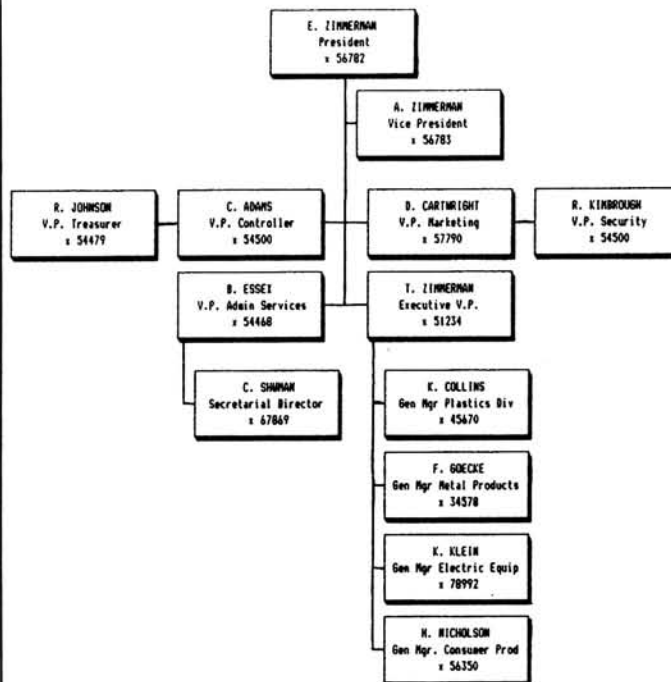 E. ZIMMERMAN
President
x 56782
A. ZIMMERMAN
Vice President
x 56783
R. JOHNSON
V.P. Treasurer
x 54479
C. ADAMS
V.P. Controller
x 54500
D. CARTWRIGHT
V.P. Marketing
x 57790
R. KIMBROUGH
V.P. Security
x 54500
B. ESSEX
V.P. Admin Services
x 54468
T. ZIMMERMAN
Executive V.P.
x 51234
C. SHUMAN
Secretarial Director
x 67869
K. COLLINS
Gen Mgr Plastics Div
x 45670
F. GOECKE
Gen Mgr Metal Products
x 34578
K. KLEIN
Gen Mgr Electric Equip
x 78992
NICHOLSON
Gen Mgr. Consumer Prod
x 56350